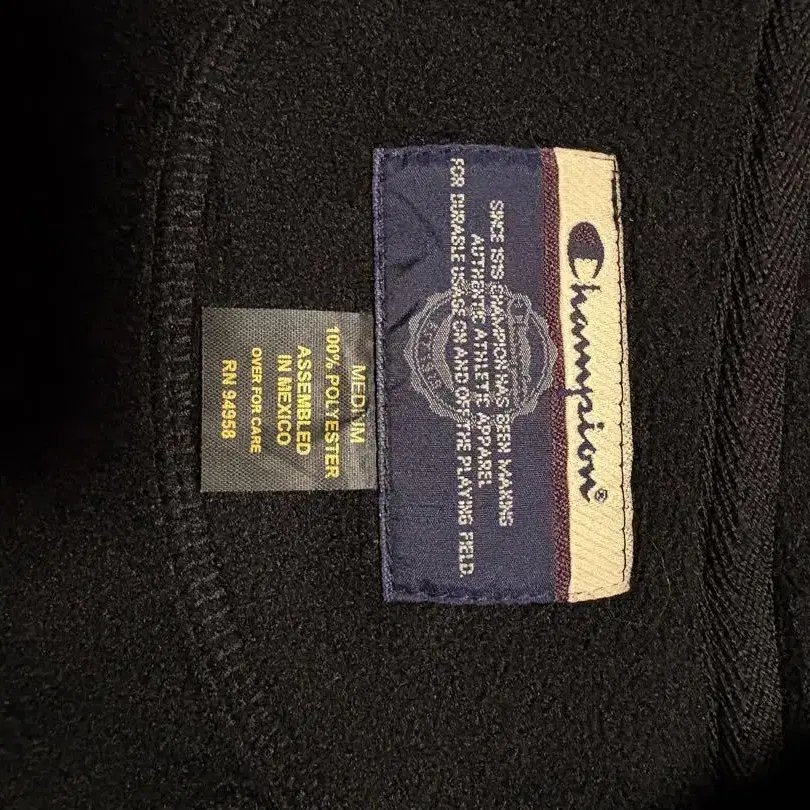 Champion®
SINCE 1919 CHAMPION HAS BEEN MAKING
AUTHENTIC ATHLETIC APPAREL
FOR DURABLE USAGE ON AND OFF THE PLAYING FIELD.
MEDIUM
100% POLYESTER
ASSEMBLED
IN MEXICO
OVER FOR CARE
RN 94958